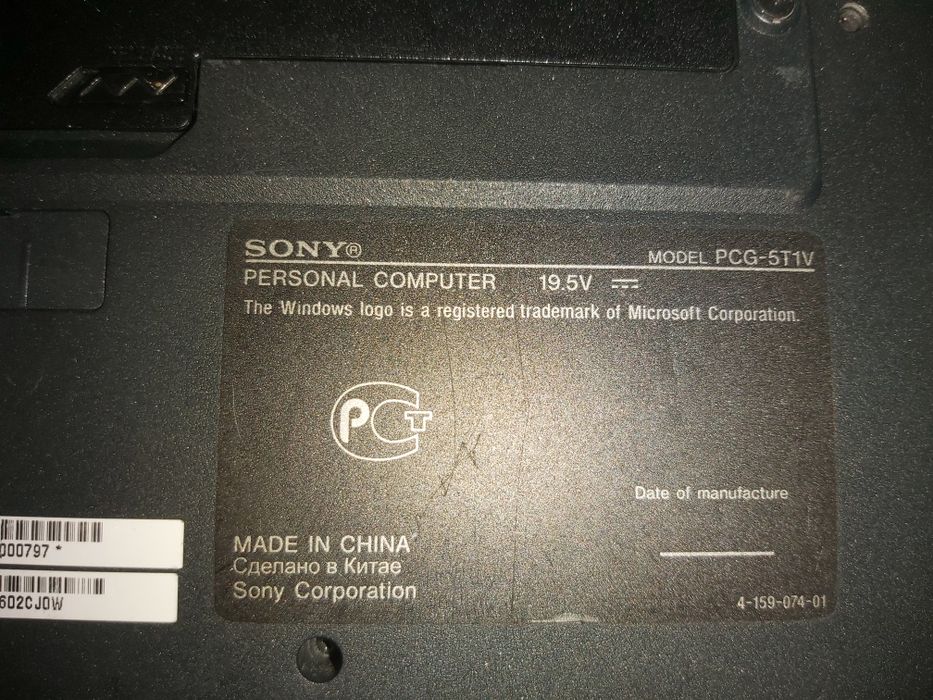 SONY®
MODEL PCG-5T1V
PERSONAL COMPUTER 19.5V
The Windows logo is a registered trademark of Microsoft Corporation.
PCT
Date of manufacture
000797 *
602CJ0W
MADE IN CHINA
Сделано в Китае
Sony Corporation
4-159-074-01